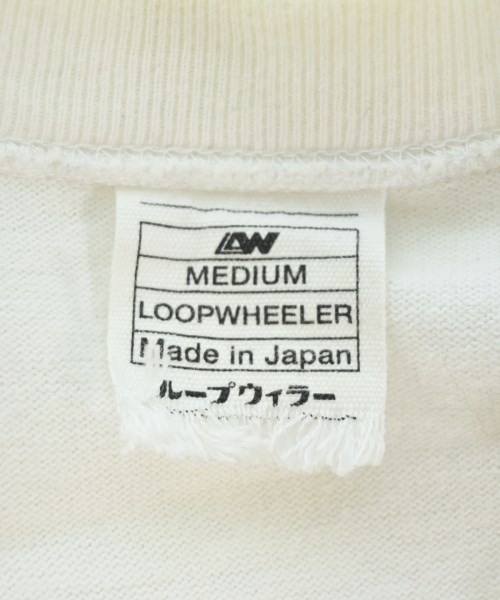 LW
MEDIUM
LOOPWHEELER
Made in Japan
ループウィラー